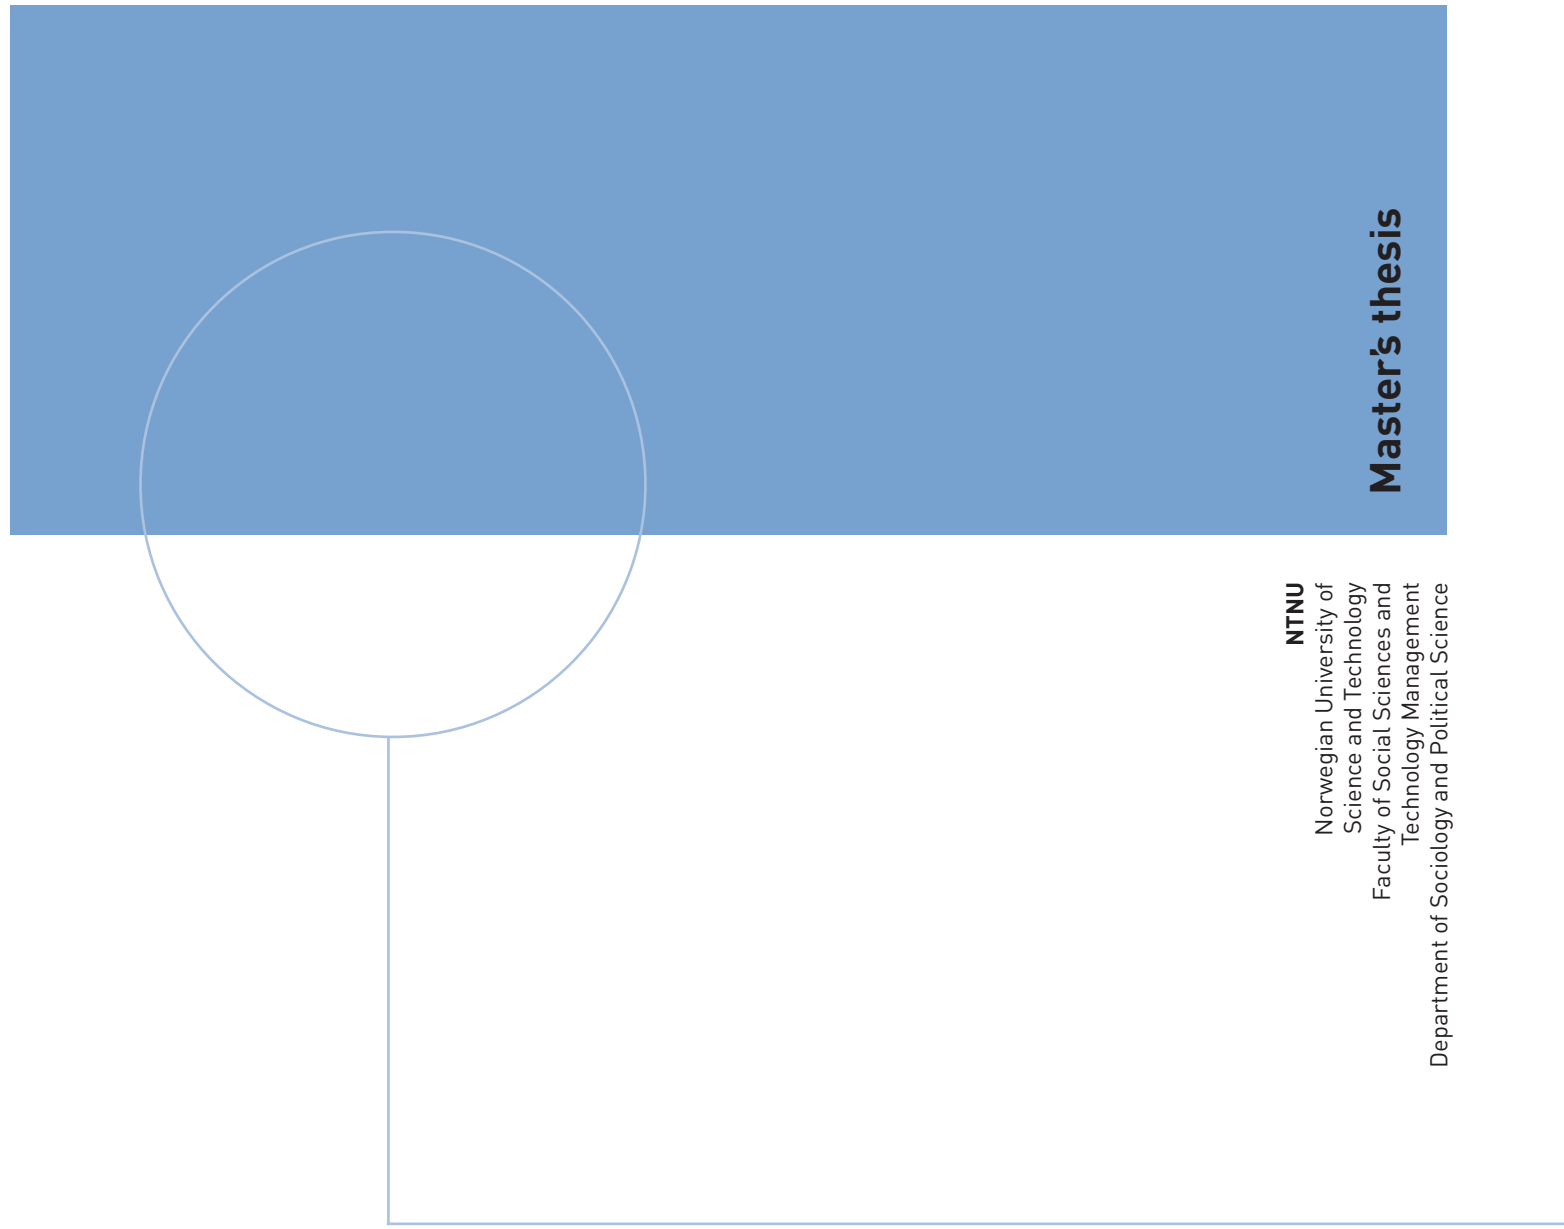 Master's thesis
NTNU
Norwegian University of
Science and Technology
Faculty of Social Sciences and
Technology Management
Department of Sociology and Political Science